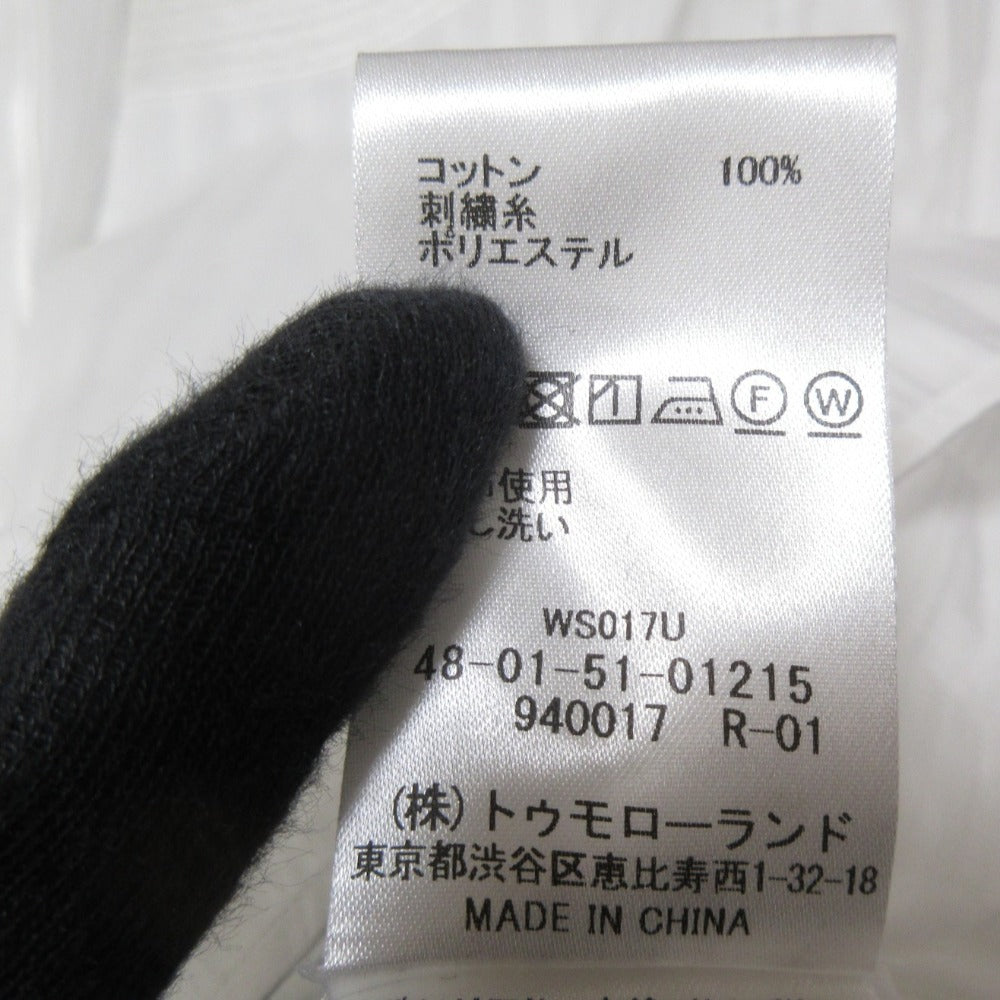 コットン 100%
刺繍糸
ポリエステル
F W
使用
し洗い
WS017U
48-01-51-01215
940017 R-01
(株)トゥモローランド
東京都渋谷区恵比寿西1-32-18
MADE IN CHINA